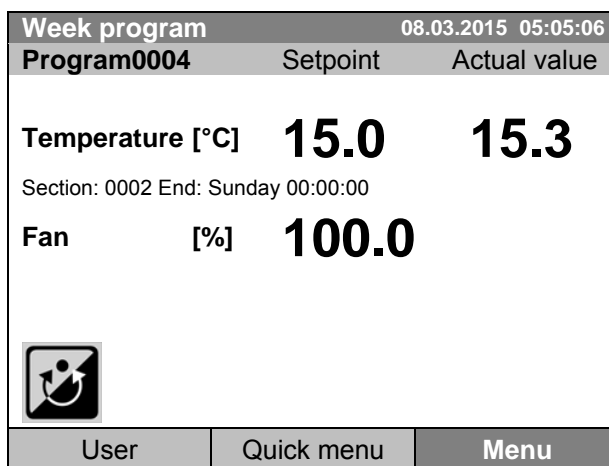 Week program 08.03.2015 05:05:06
Program0004 Setpoint Actual value
Temperature [°C] 15.0 15.3
Section: 0002 End: Sunday 00:00:00
Fan [%] 100.0
User Quick menu Menu